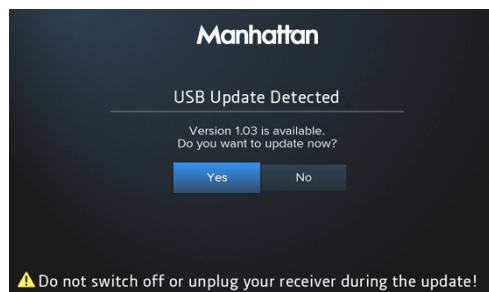 Manhattan
USB Update Detected
Version 1.03 is available.
Do you want to update now?
Yes
No
Do not switch off or unplug your receiver during the update!